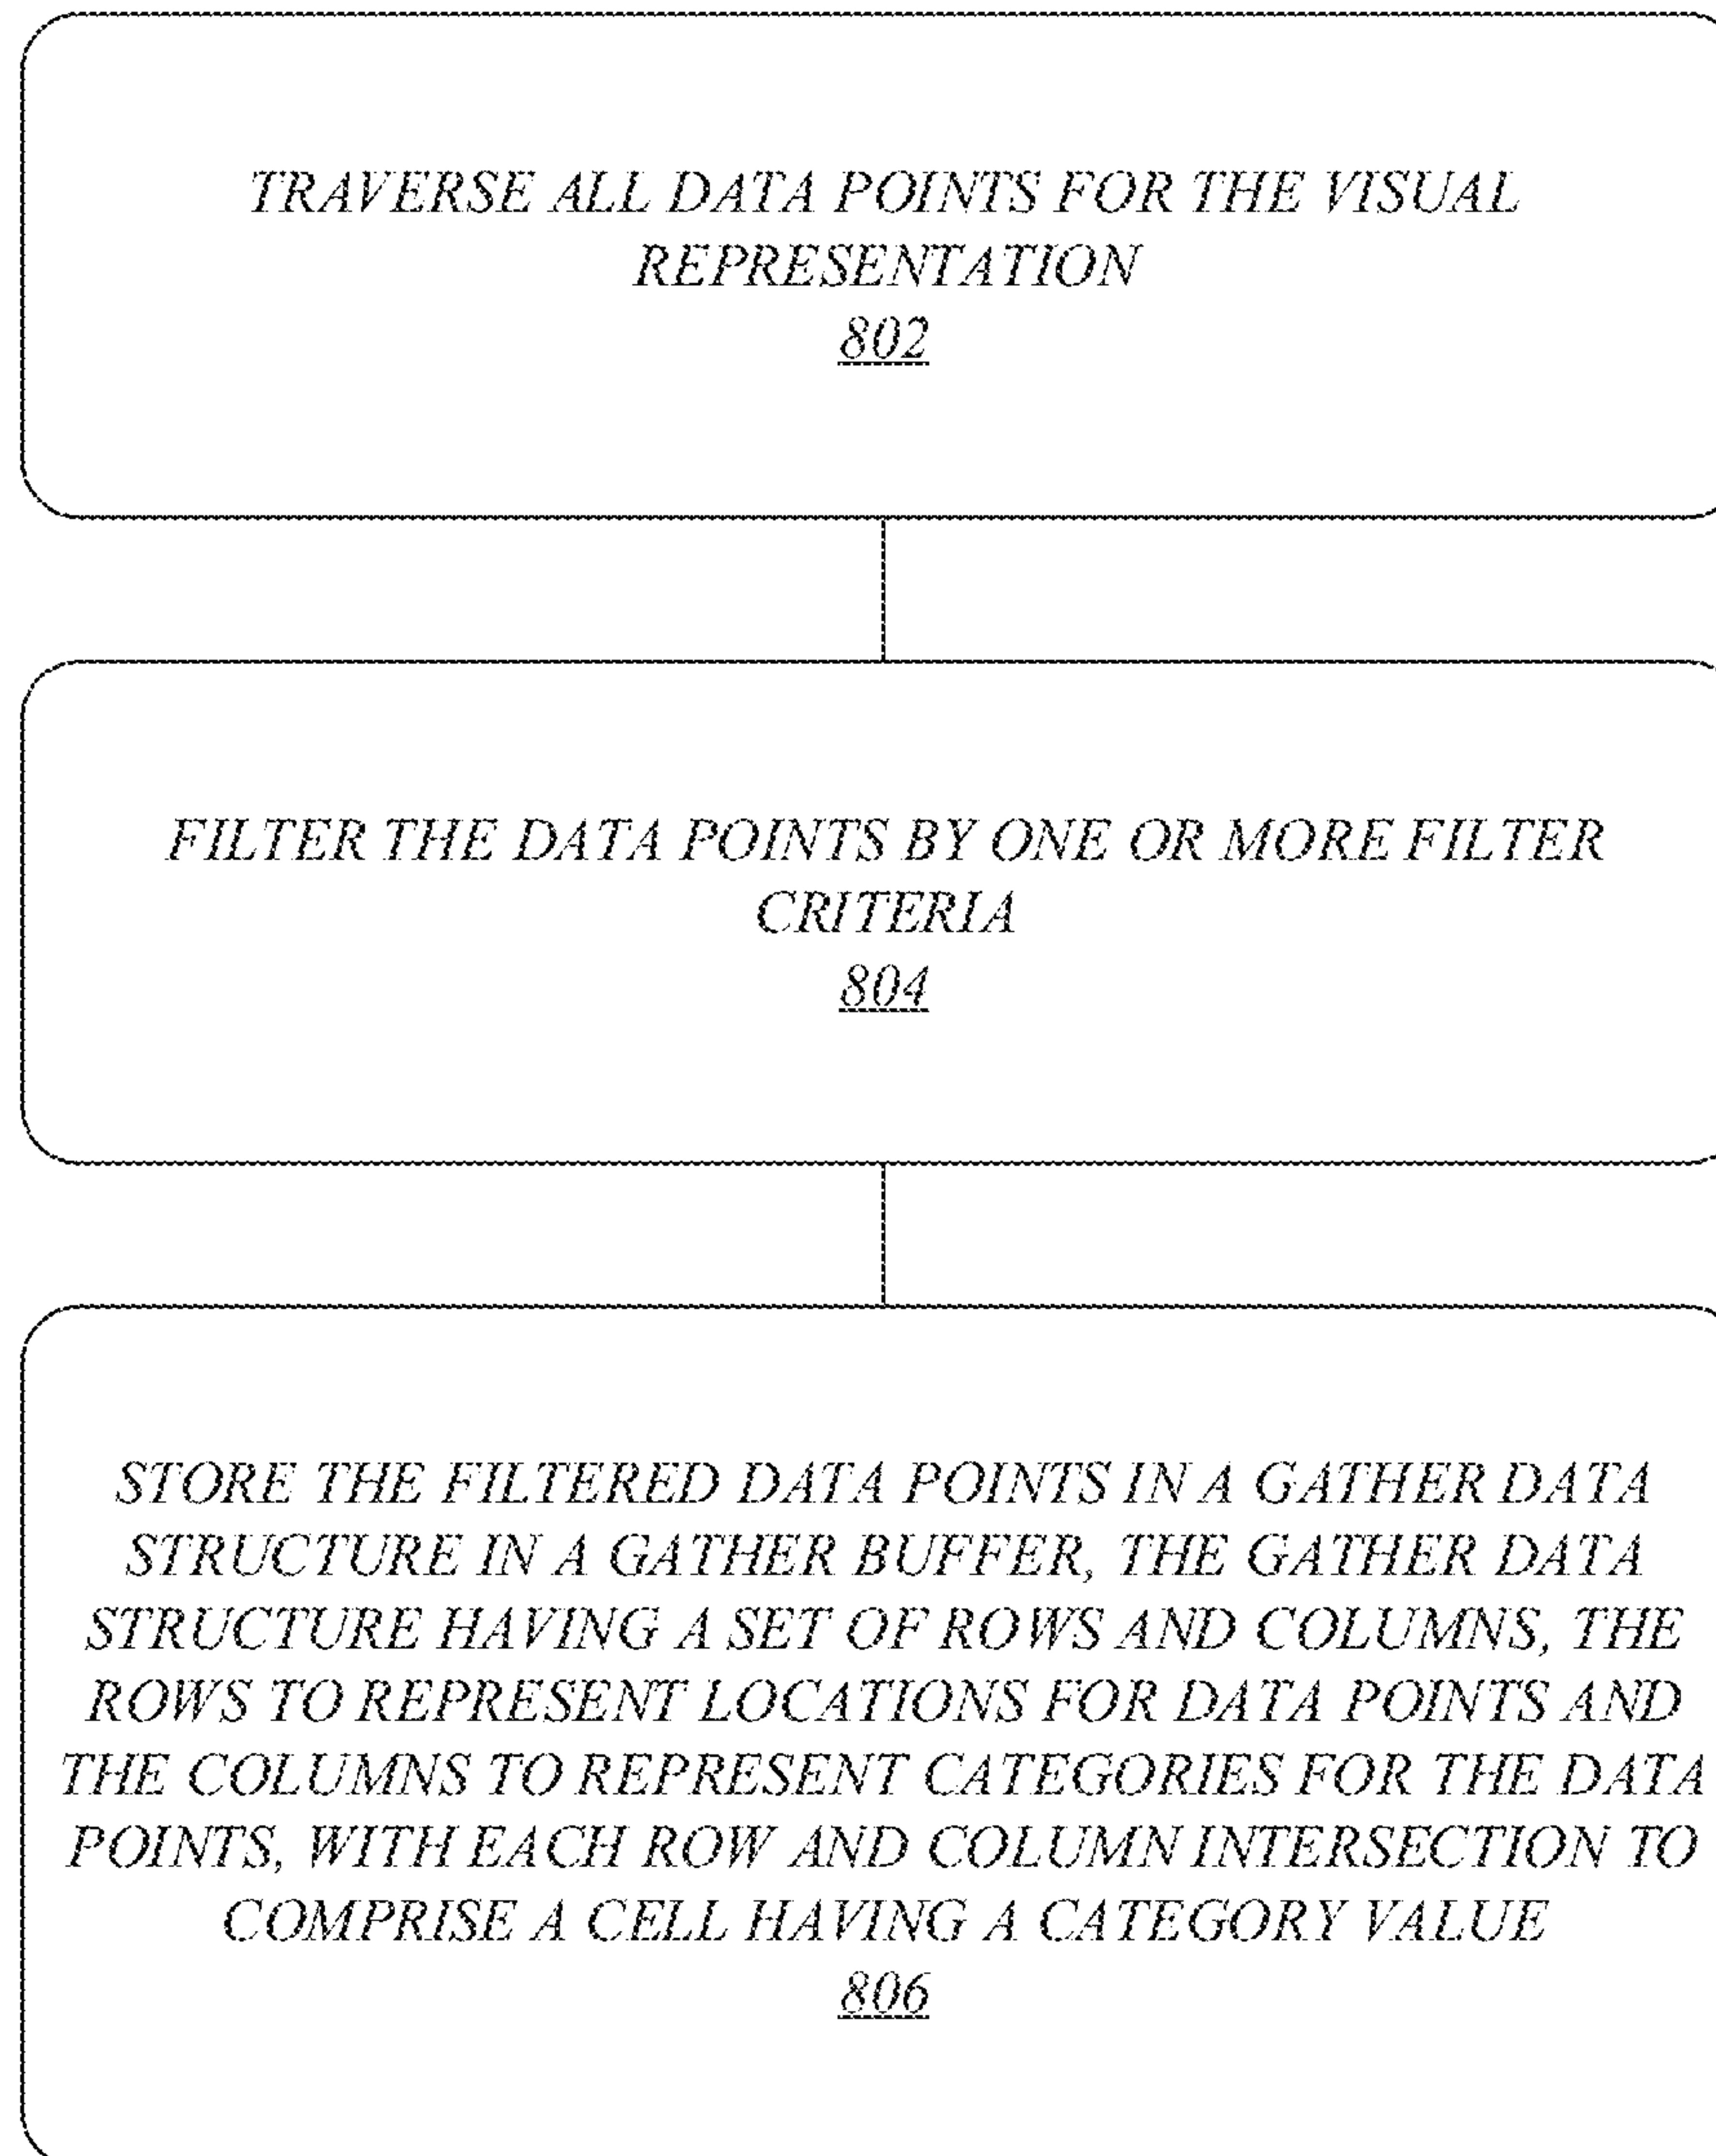 TRAVERSE ALL DATA POINTS FOR THE VISUAL
REPRESENTATION
802
FILTER THE DATA POINTS BY ONE OR MORE FILTER
CRITERIA
804
STORE THE FILTERED DATA POINTS IN A GATHER DATA
STRUCTURE IN A GATHER BUFFER, THE GATHER DATA
STRUCTURE HAVING A SET OF ROWS AND COLUMNS, THE
ROWS TO REPRESENT LOCATIONS FOR DATA POINTS AND
THE COLUMNS TO REPRESENT CATEGORIES FOR THE DATA
POINTS, WITH EACH ROW AND COLUMN INTERSECTION TO
COMPRISE A CELL HAVING A CATEGORY VALUE
806